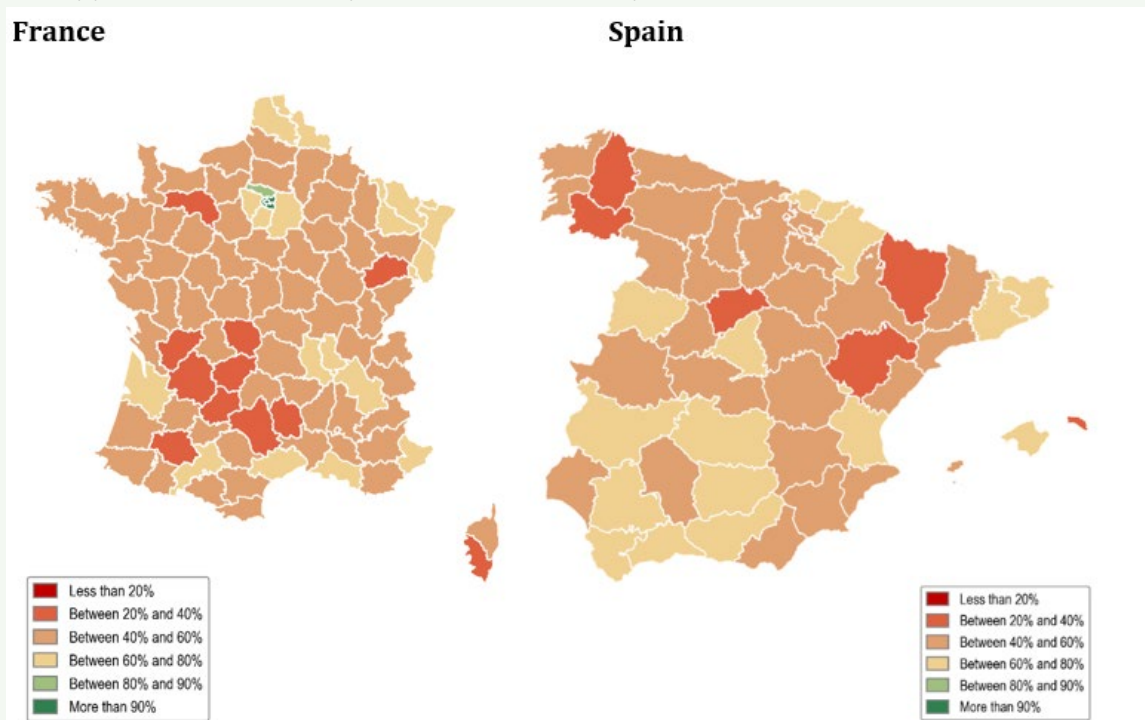 France
Spain
Less than 20%
Between 20% and 40%
Between 40% and 60%
Between 60% and 80%
Between 80% and 90%
More than 90%
Less than 20%
Between 20% and 40%
Between 40% and 60%
Between 60% and 80%
Between 80% and 90%
More than 90%